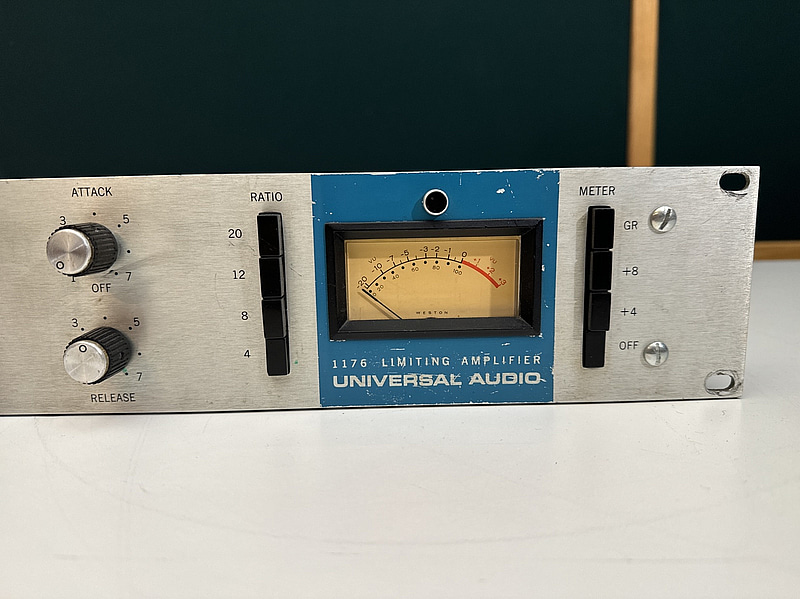 ATTACK
3 5
1 7
OFF
3 5
7
RELEASE
RATIO
20
12
8
4
VU VU
-20 -10 -7 -5 -3 -2 -1 0 +1 +2 +3
0 20 40 60 80 100
WESTON
1176 LIMITING AMPLIFIER
UNIVERSAL AUDIO
METER
GR
+8
+4
OFF